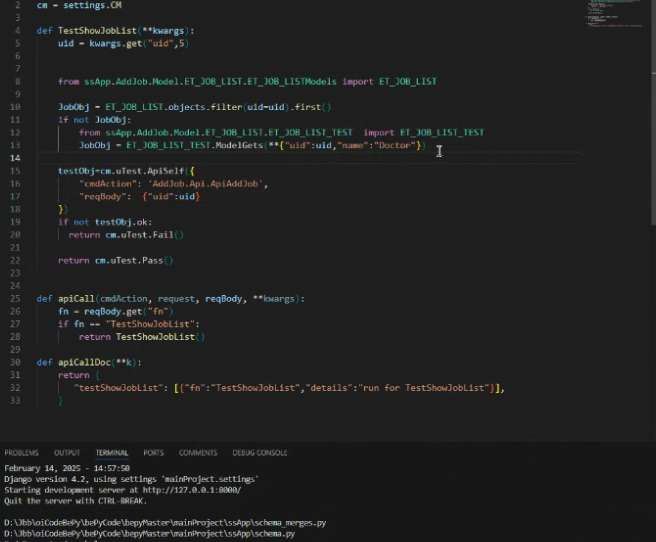 2 cm = settings.CM
3
4 def TestShowJobList(**kwargs):
5 uid = kwargs.get("uid",5)
6
7
8 from ssApp.AddJob.Model.ET_JOB_LIST.ET_JOB_LISTModels import ET_JOB_LIST
9
10 JobObj = ET_JOB_LIST.objects.filter(uid=uid).first()
11 if not JobObj:
12 from ssApp.AddJob.Model.ET_JOB_LIST.ET_JOB_LIST_TEST import ET_JOB_LIST_TEST
13 JobObj = ET_JOB_LIST_TEST.ModelGets(**{"uid":uid,"name":"Doctor"})
14
15 testObj=cm.uTest.ApiSelf({
16 "cmdAction": 'AddJob.Api.ApiAddJob',
17 "reqBody": {"uid":uid}
18 })
19 if not testObj.ok:
20 return cm.uTest.Fail()
21
22 return cm.uTest.Pass()
23
24
25 def apiCall(cmdAction, request, reqBody, **kwargs):
26 fn = reqBody.get("fn")
27 if fn == "TestShowJobList":
28 return TestShowJobList()
29
30 def apiCallDoc(**k):
31 return {
32 "testShowJobList": [{"fn":"TestShowJobList","details":"run for TestShowJobList"}],
33 }
PROBLEMS OUTPUT TERMINAL PORTS COMMENTS DEBUG CONSOLE
February 14, 2025 - 14:57:50
Django version 4.2, using settings 'mainProject.settings'
Starting development server at http://127.0.0.1:8000/
Quit the server with CTRL-BREAK.
D:\Jbb\oiCodeBePy\bePyCode\bepyMaster\mainProject\ssApp\schema_merges.py
D:\Jbb\oiCodeBePy\bePyCode\bepyMaster\mainProject\ssApp\schema.py